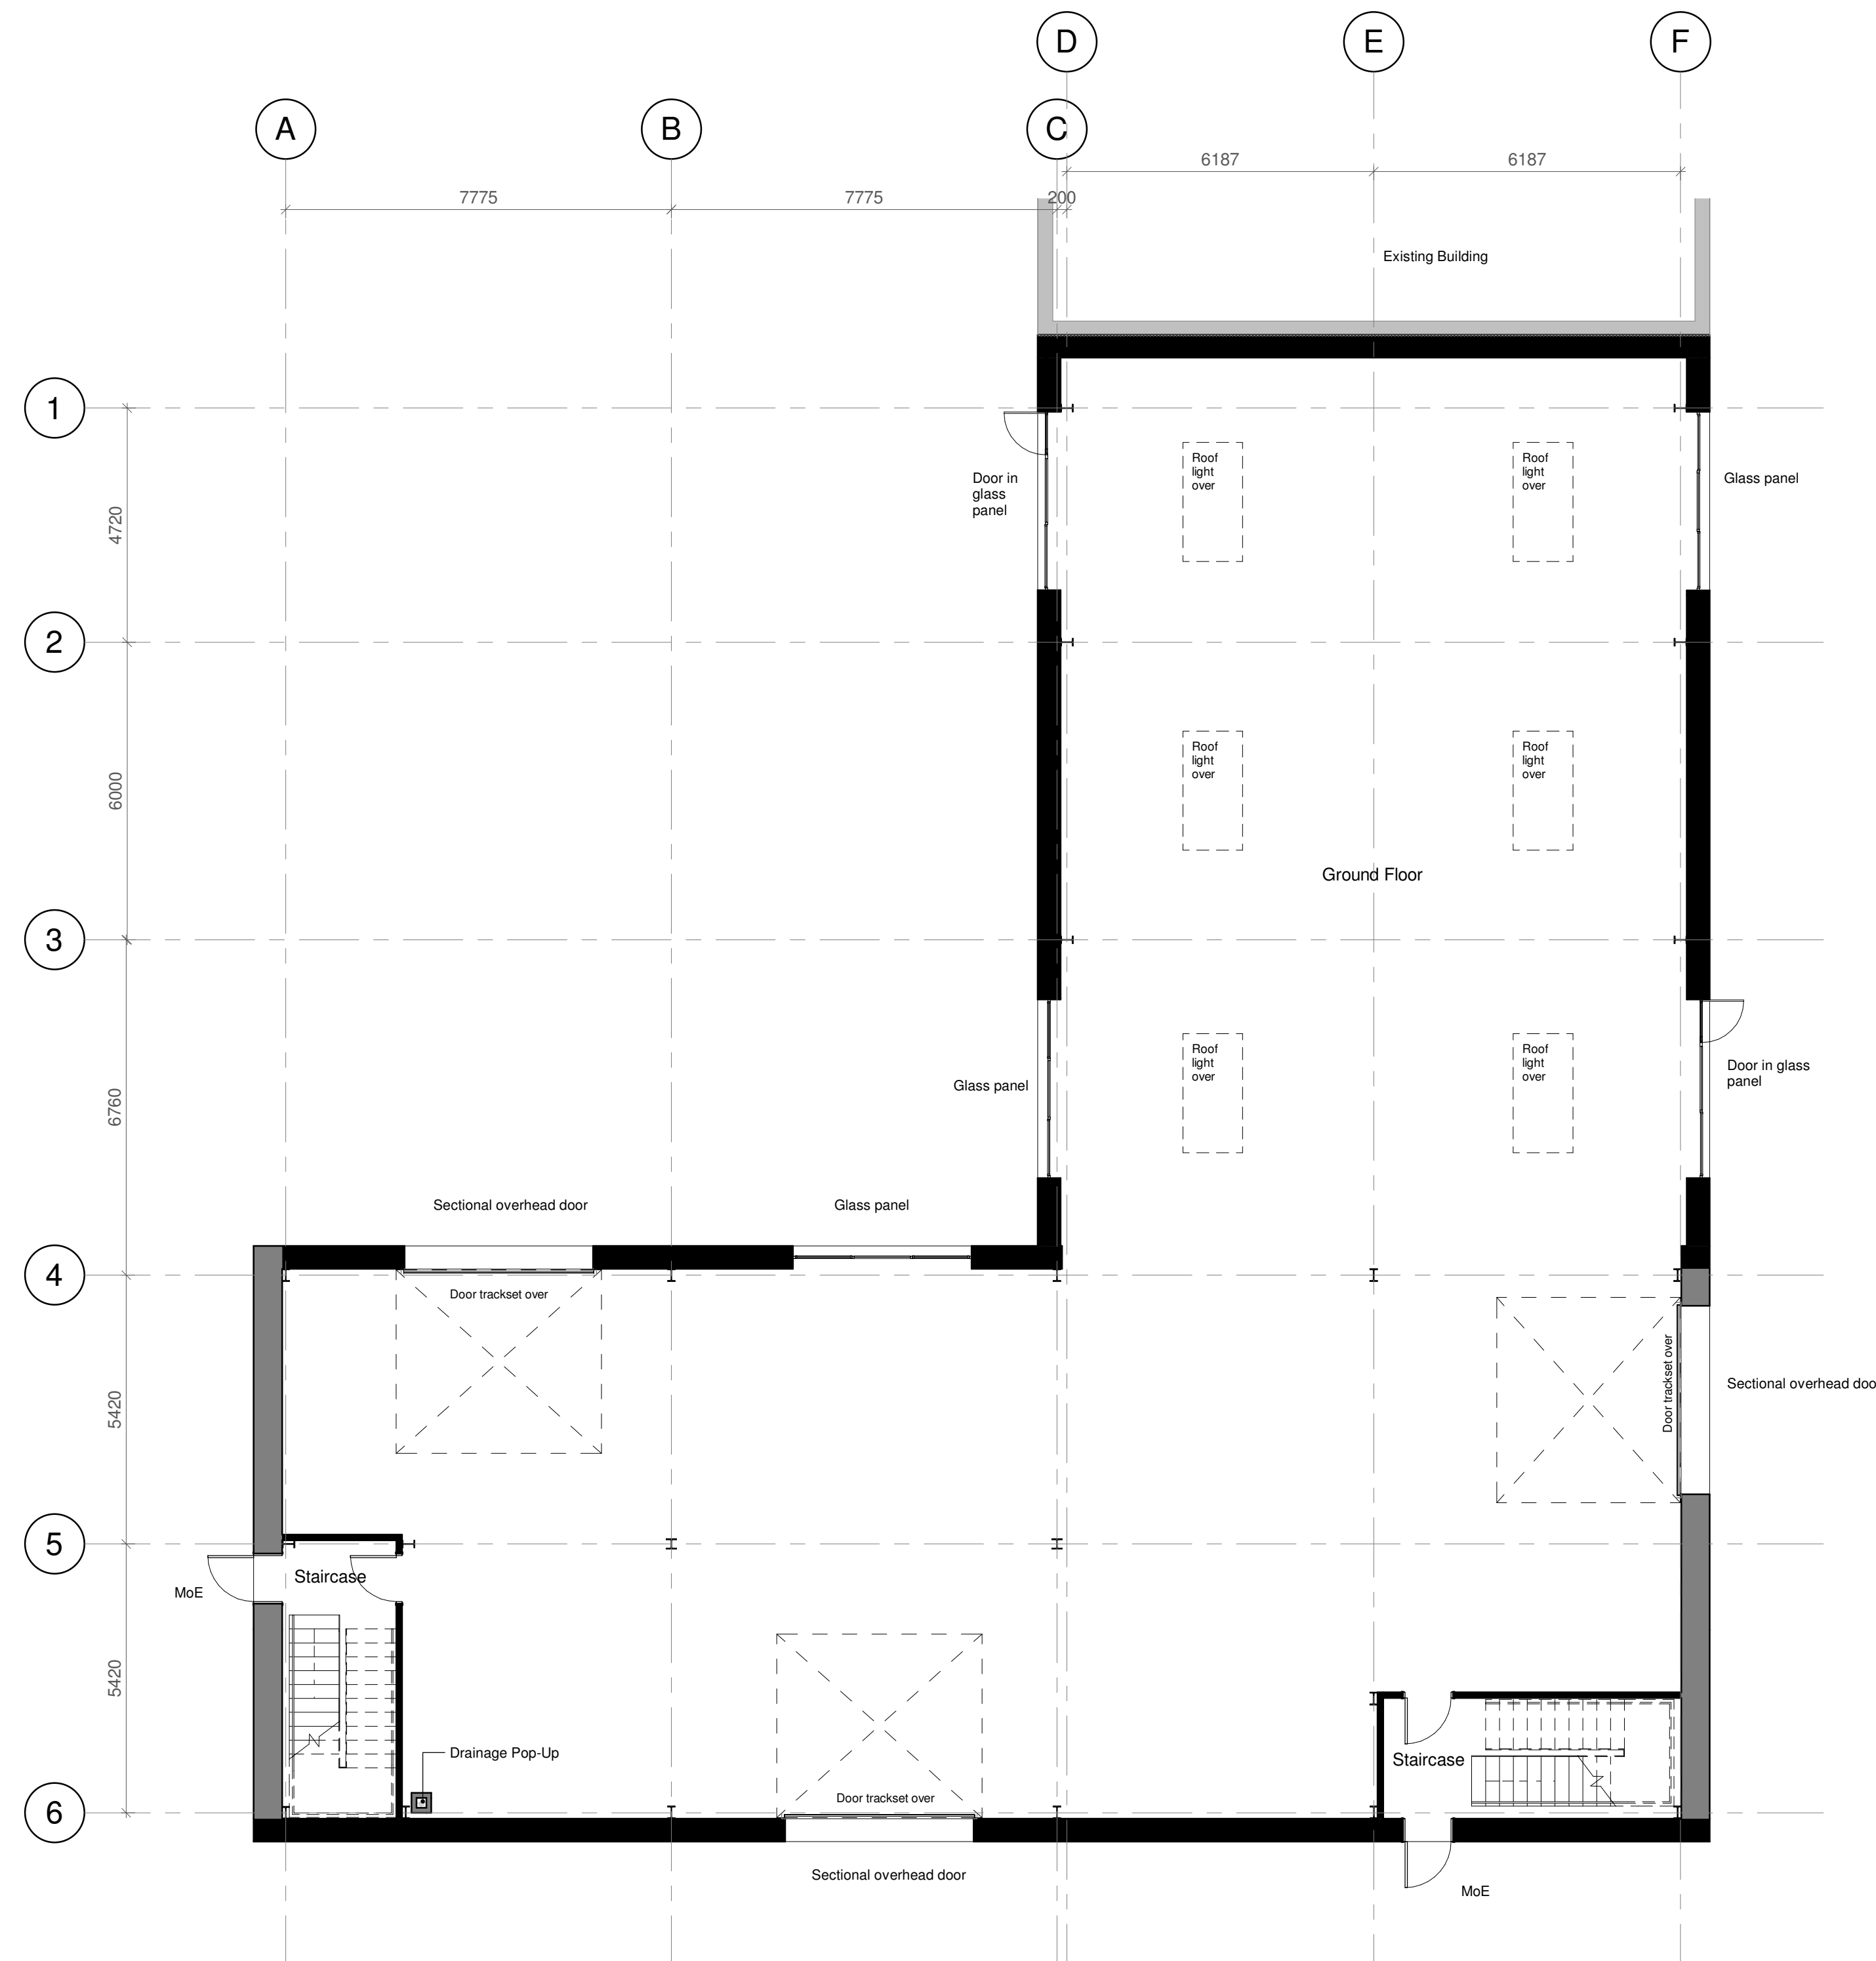 D
E
F
A
B
C
6187
6187
7775
7775
200
Existing Building
1
Roof
light
over
Roof
light
over
Door in
glass
panel
Glass panel
4720
2
Roof
light
over
Roof
light
over
6000
Ground Floor
3
Roof
light
over
Roof
light
over
Door in glass
panel
Glass panel
6760
Sectional overhead door
Glass panel
4
Door trackset over
Door trackset over
Sectional overhead doo
5420
5
Staircase
MoE
5420
Drainage Pop-Up
Staircase
Door trackset over
6
Sectional overhead door
MoE